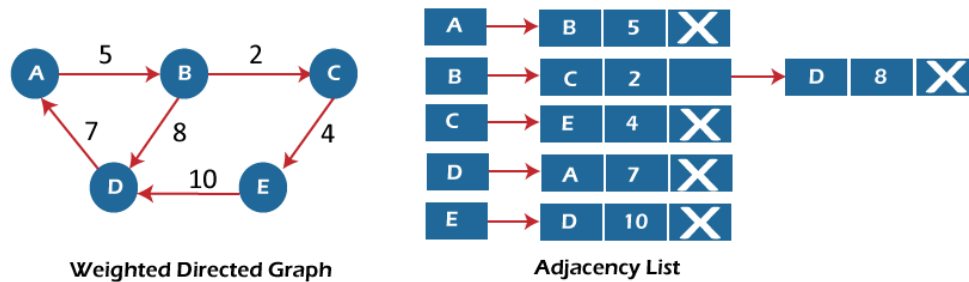 5
2
A
B
C
7
8
4
D
10
E
Weighted Directed Graph
A B 5 X
B C 2 D 8 X
C E 4 X
D A 7 X
E D 10 X
Adjacency List